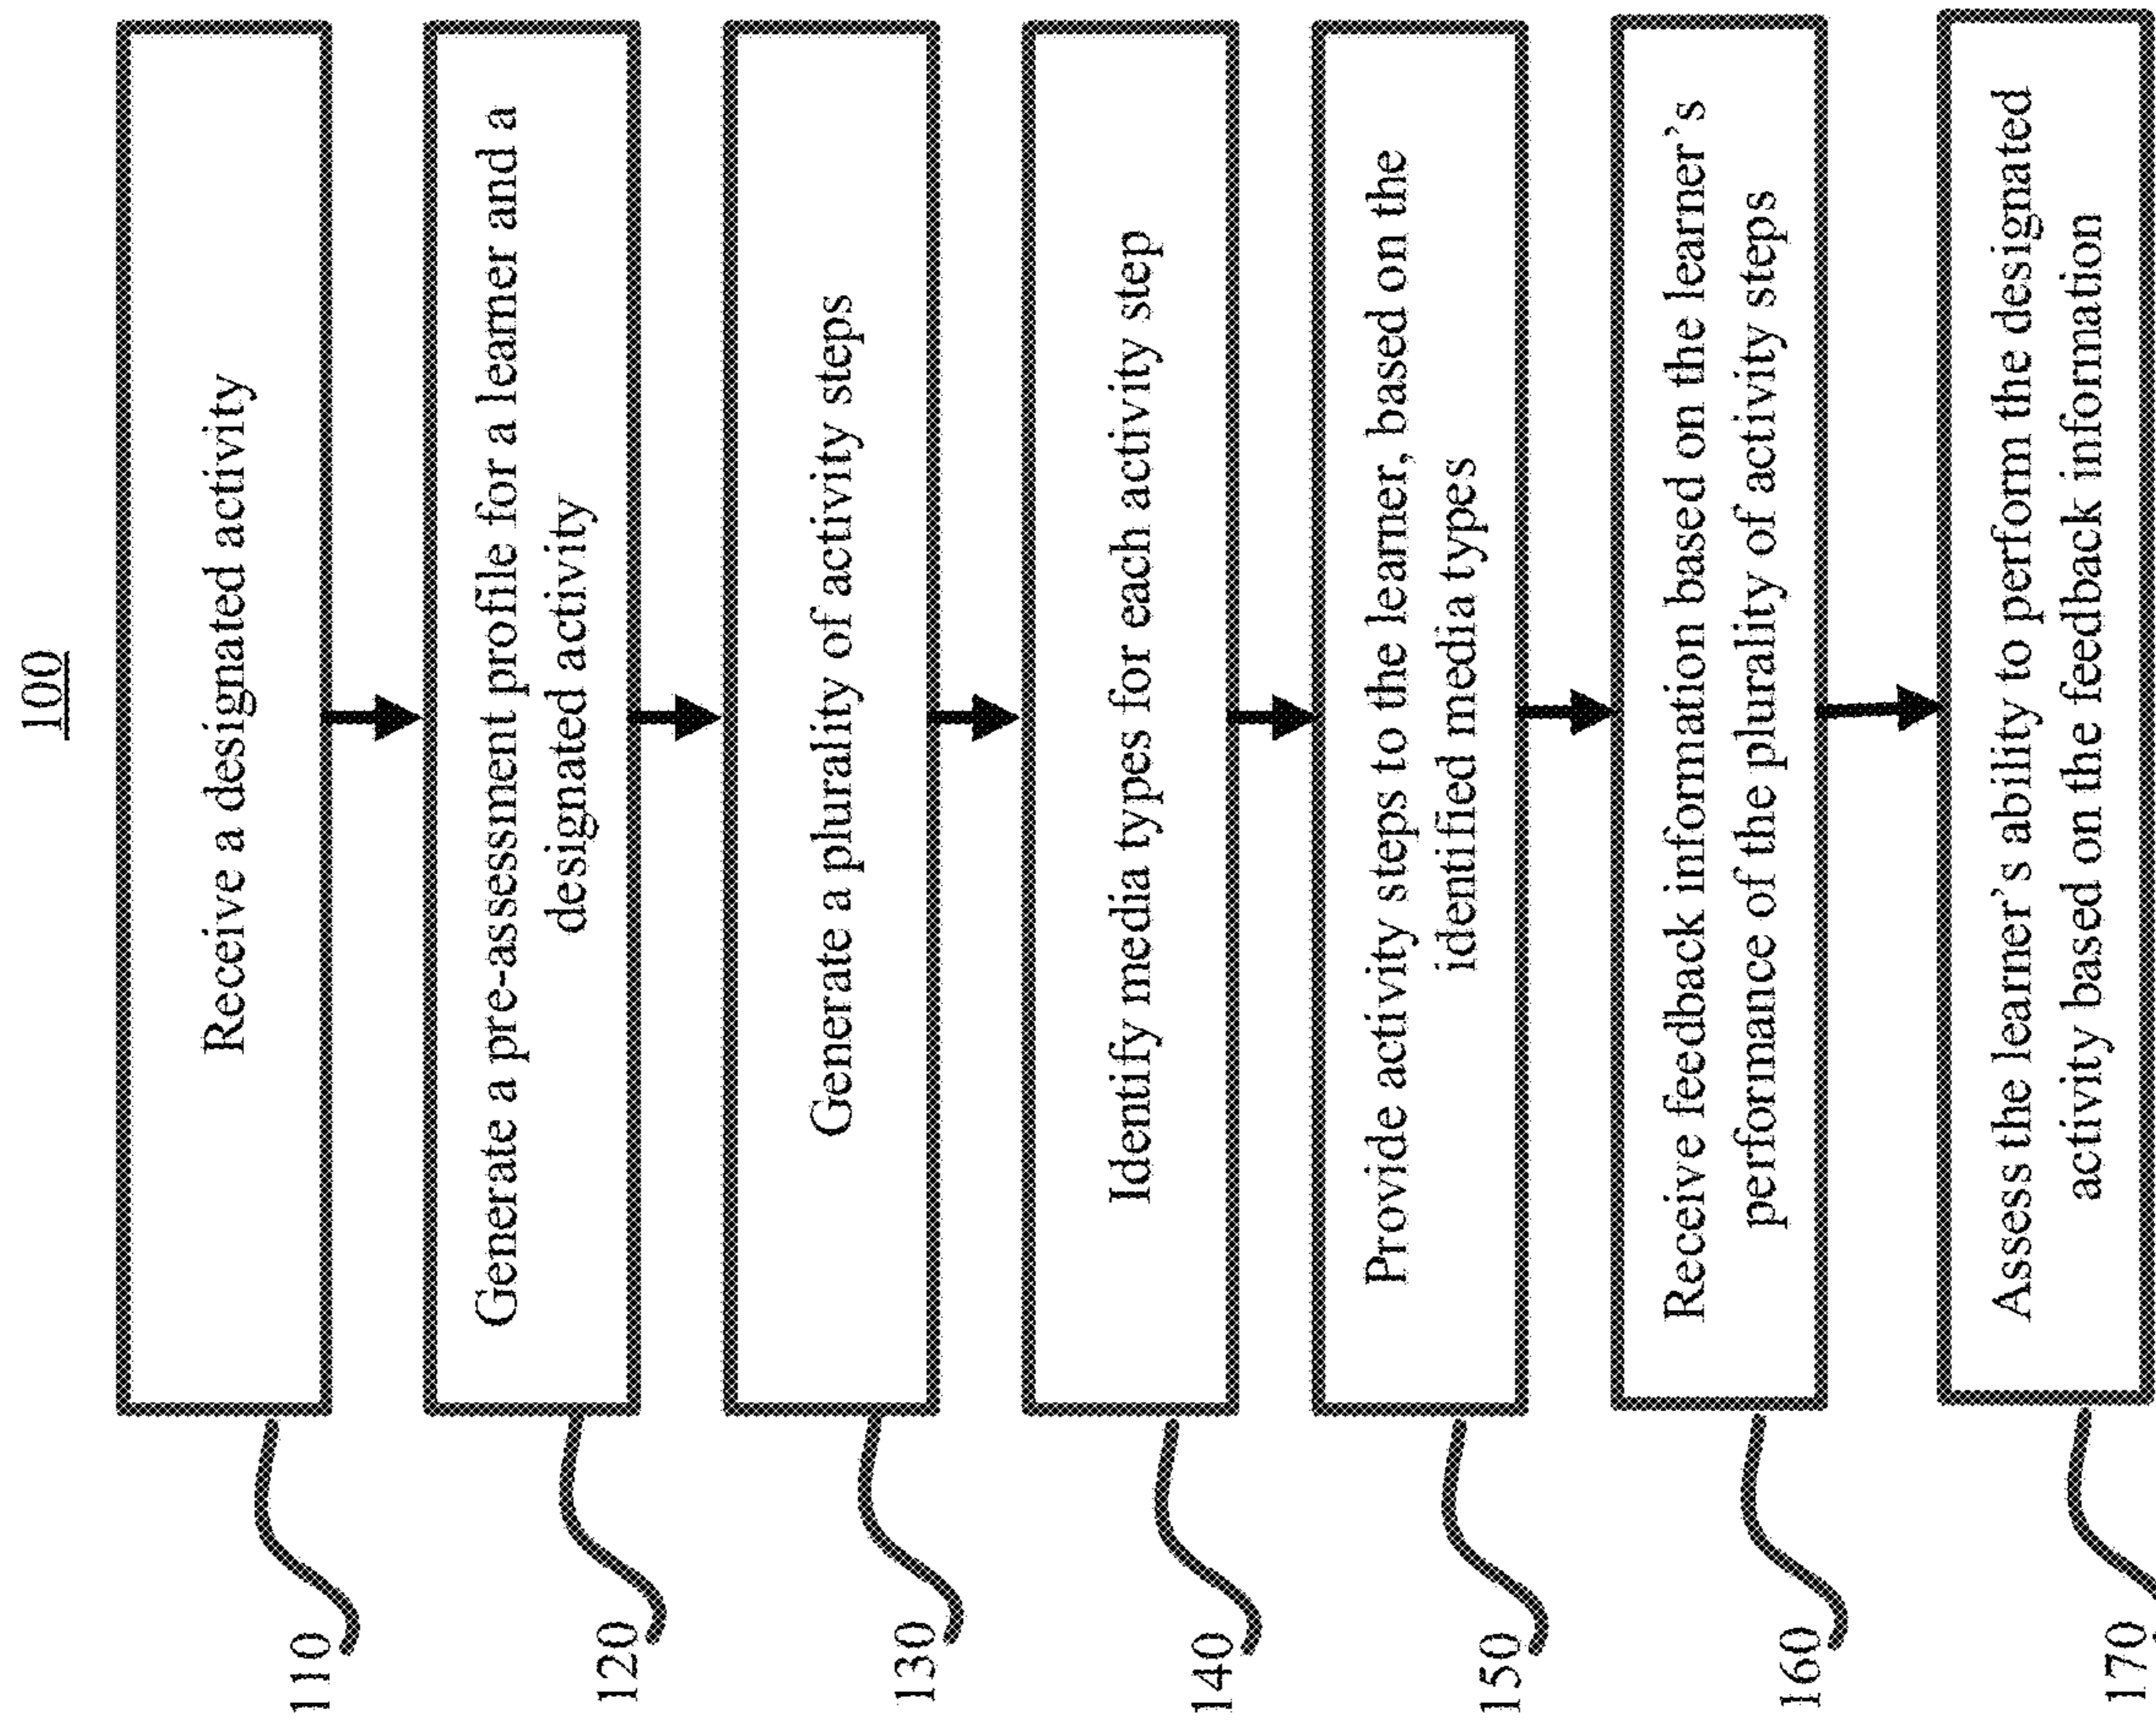 100
110
Receive a designated activity
120
Generate a pre-assessment profile for a learner and a
designated activity
130
Generate a plurality of activity steps
140
Identify media types for each activity step
150
Provide activity steps to the learner, based on the
identified media types
160
Receive feedback information based on the learner's
performance of the plurality of activity steps
170
Assess the learner's ability to perform the designated
activity based on the feedback information